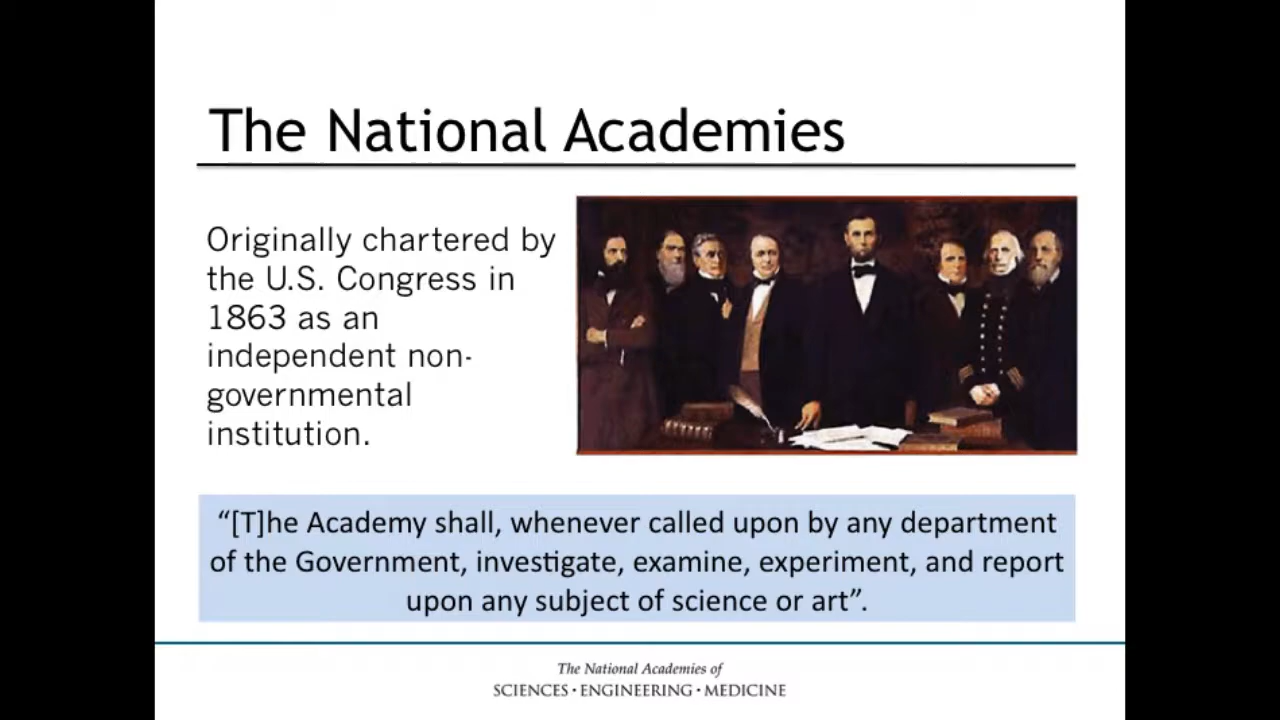 The National Academies
Originally chartered by
the U.S. Congress in
1863 as an
independent non-
governmental
institution.
“[T]he Academy shall, whenever called upon by any department
of the Government, investigate, examine, experiment, and report
upon any subject of science or art”.
The National Academies of
SCIENCES · ENGINEERING · MEDICINE